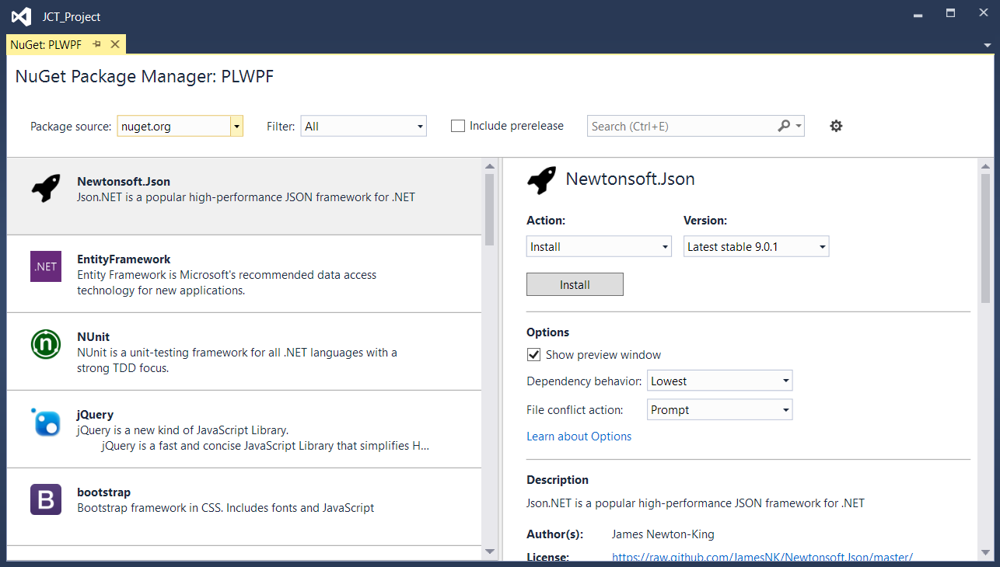 JCT_Project
NuGet: PLWPF
NuGet Package Manager: PLWPF
Package source: nuget.org Filter: All Include prerelease Search (Ctrl+E)
Newtonsoft.Json
Json.NET is a popular high-performance JSON framework for .NET
.NET
EntityFramework
Entity Framework is Microsoft's recommended data access
technology for new applications.
n
NUnit
NUnit is a unit-testing framework for all .NET languages with a
strong TDD focus.
jQuery
jQuery is a new kind of JavaScript Library.
jQuery is a fast and concise JavaScript Library that simplifies H...
B
bootstrap
Bootstrap framework in CSS. Includes fonts and JavaScript
Newtonsoft.Json
Action: Version:
Install Latest stable 9.0.1
Install
Options
Show preview window
Dependency behavior: Lowest
File conflict action: Prompt
Learn about Options
Description
Json.NET is a popular high-performance JSON framework for .NET
Author(s): James Newton-King
License: https://raw.github.com/JamesNK/Newtonsoft.Json/master/